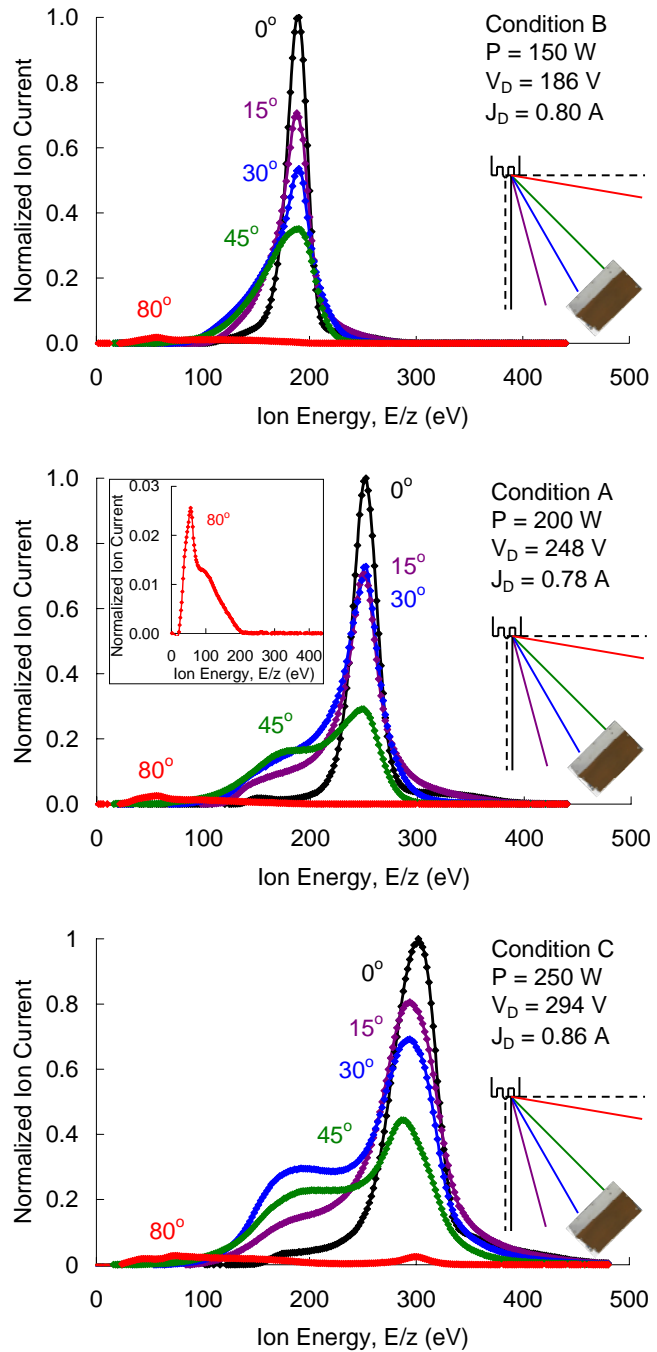 Condition B
P = 150 W
V_D = 186 V
J_D = 0.80 A
0°
15°
30°
45°
80°
Normalized Ion Current
1.0
0.8
0.6
0.4
0.2
0.0
0 100 200 300 400 500
Ion Energy, E/z (eV)
Condition A
P = 200 W
V_D = 248 V
J_D = 0.78 A
0°
15°
30°
45°
80°
Normalized Ion Current
1.0
0.8
0.6
0.4
0.2
0.0
0 100 200 300 400 500
Ion Energy, E/z (eV)
Normalized Ion Current
0.03
0.02
0.01
0.00
80°
0 100 200 300 400
Ion Energy, E/z (eV)
Condition C
P = 250 W
V_D = 294 V
J_D = 0.86 A
0°
15°
30°
45°
80°
Normalized Ion Current
1
0.8
0.6
0.4
0.2
0
0 100 200 300 400 500
Ion Energy, E/z (eV)